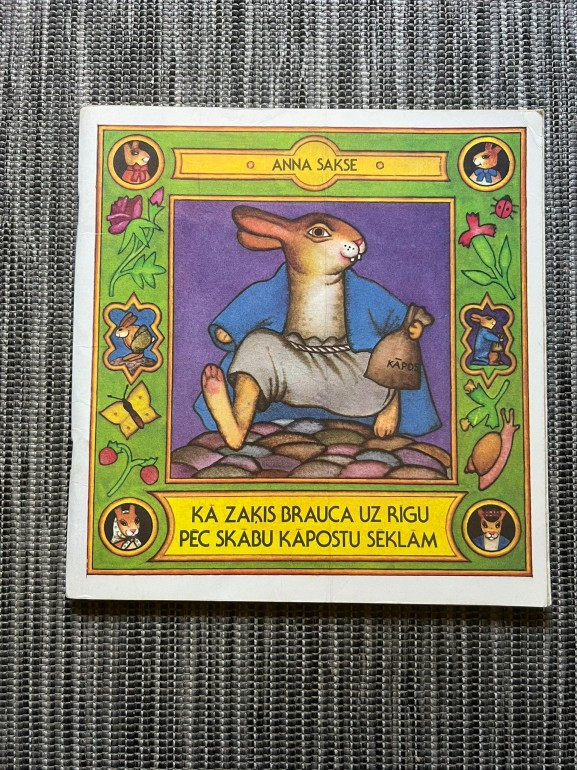 ANNA SAKSE
KĀPOS
KĀ ZAĶIS BRAUCA UZ RĪGU
PĒC SKĀBU KĀPOSTU SĒKLĀM